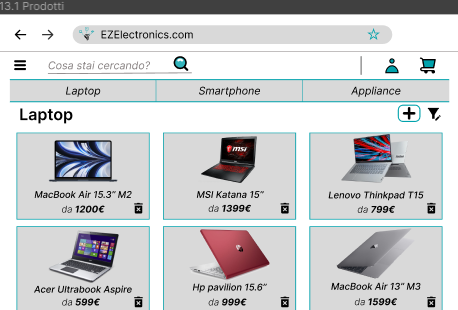 13.1 Prodotti
EZElectronics.com
Cosa stai cercando?
Laptop Smartphone Appliance
Laptop
msi
MacBook Air 15.3” M2 MSI Katana 15” Lenovo Thinkpad T15
da 1200€ da 1399€ da 799€
Acer Ultrabook Aspire Hp pavilion 15.6” MacBook Air 13” M3
da 599€ da 999€ da 1599€